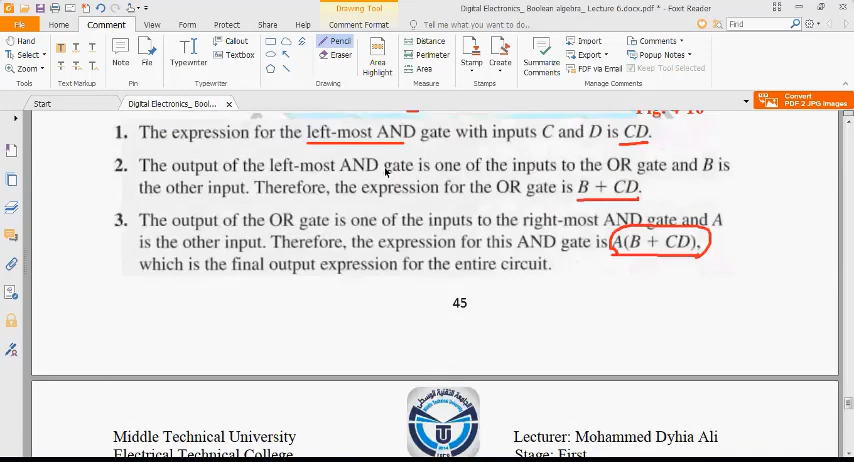 Drawing Tool
Digital Electronics_ Boolean algebra_ Lecture 6.docx.pdf * - Foxit Reader
File
Home
Comment
View
Form
Protect
Share
Help
Comment Format
Tell me what you want to do..
Find
Hand
Select
Zoom
Tools
Text Markup
Note
File
Pin
Typewriter
Callout
Textbox
Typewriter
Drawing
Pencil
Eraser
Area
Highlight
Distance
Perimeter
Area
Measure
Stamp
Create
Stamps
Summarize
Comments
Import
Export
FDF via Email
Comments
Popup Notes
Keep Tool Selected
Manage Comments
Start
Digital Electronics_ Bool...
Convert
PDF 2 JPG Images
1. The expression for the left-most AND gate with inputs C and D is CD.
2. The output of the left-most AND gate is one of the inputs to the OR gate and B is
the other input. Therefore, the expression for the OR gate is B + CD.
3. The output of the OR gate is one of the inputs to the right-most AND gate and A
is the other input. Therefore, the expression for this AND gate is A(B + CD),
which is the final output expression for the entire circuit.
45
Middle Technical University
Lecturer: Mohammed Dyhia Ali
Electrical Technical College
Stage: First